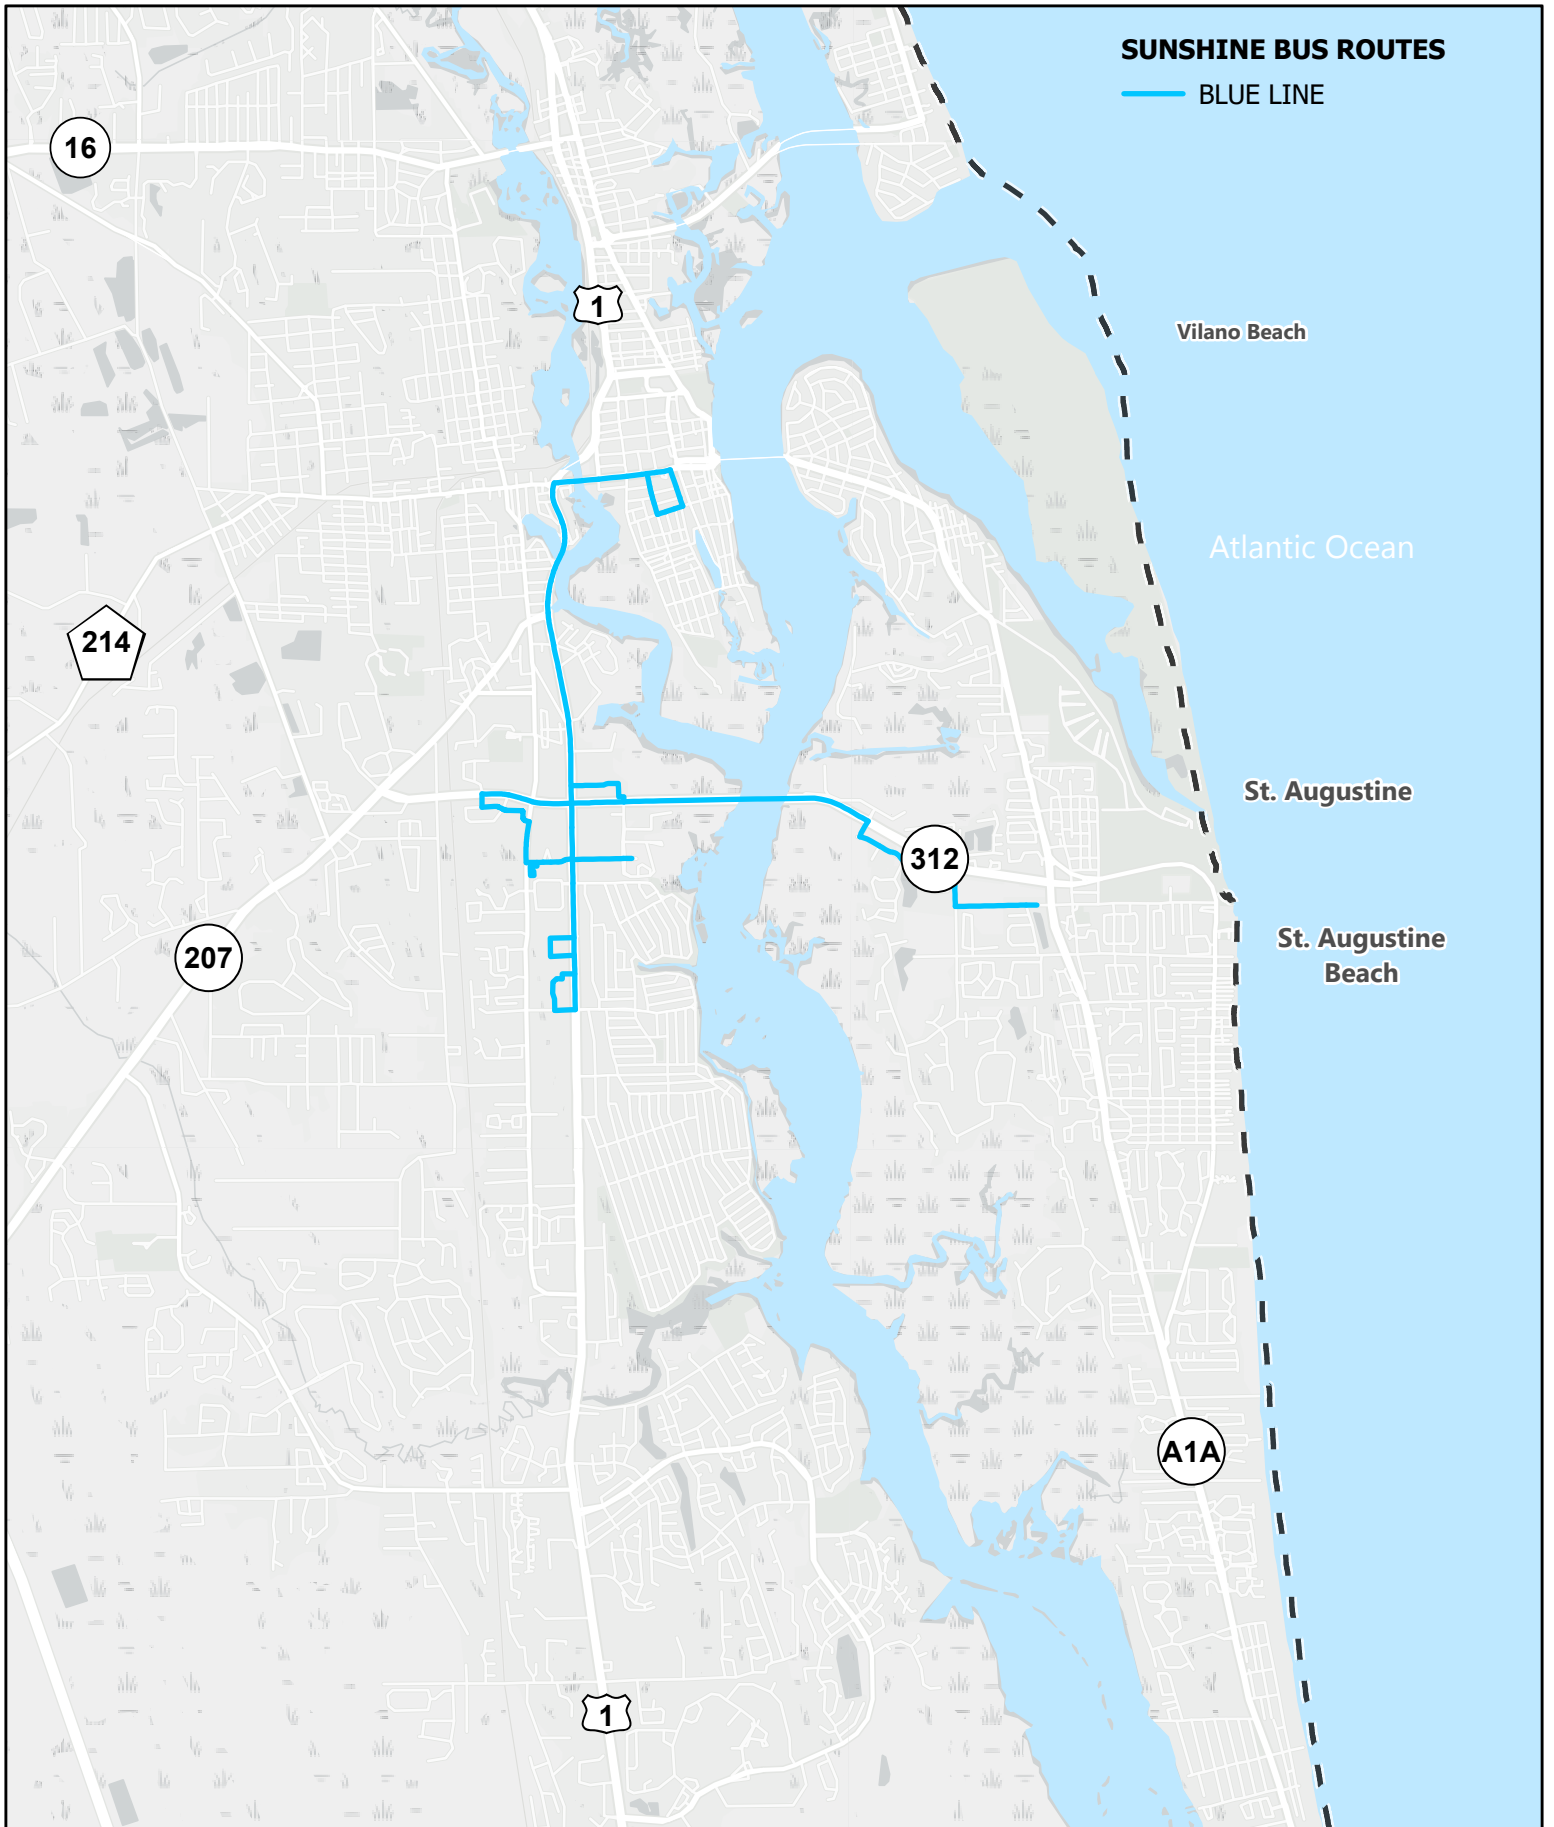 SUNSHINE BUS ROUTES
BLUE LINE
16
1
Vilano Beach
Atlantic Ocean
214
St. Augustine
312
St. Augustine
Beach
207
A1A
1